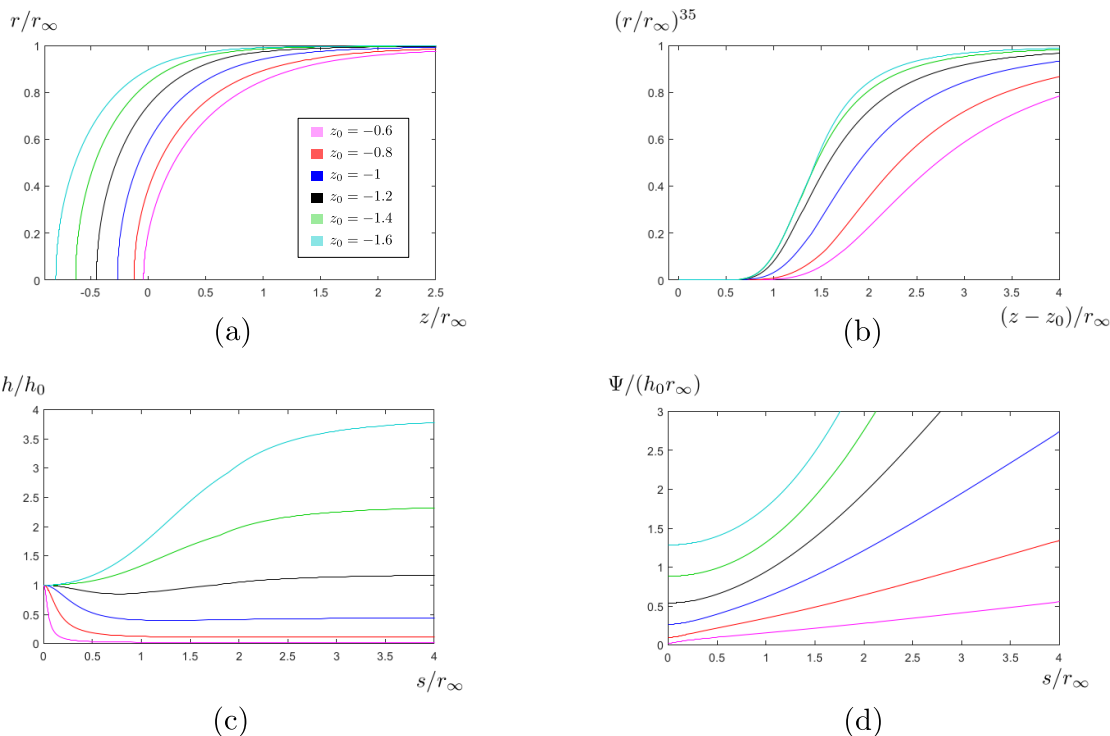 r/r∞
1
0.8
0.6
0.4
0.2
0
-0.5 0 0.5 1 1.5 2 2.5
z/r∞
z₀ = −0.6
z₀ = −0.8
z₀ = −1
z₀ = −1.2
z₀ = −1.4
z₀ = −1.6
(a)
(r/r∞)³⁵
1
0.8
0.6
0.4
0.2
0
0 0.5 1 1.5 2 2.5 3 3.5 4
(z − z₀)/r∞
(b)
h/h₀
4
3.5
3
2.5
2
1.5
1
0.5
0
0 0.5 1 1.5 2 2.5 3 3.5 4
s/r∞
(c)
Ψ/(h₀r∞)
3
2.5
2
1.5
1
0.5
0
0 0.5 1 1.5 2 2.5 3 3.5 4
s/r∞
(d)